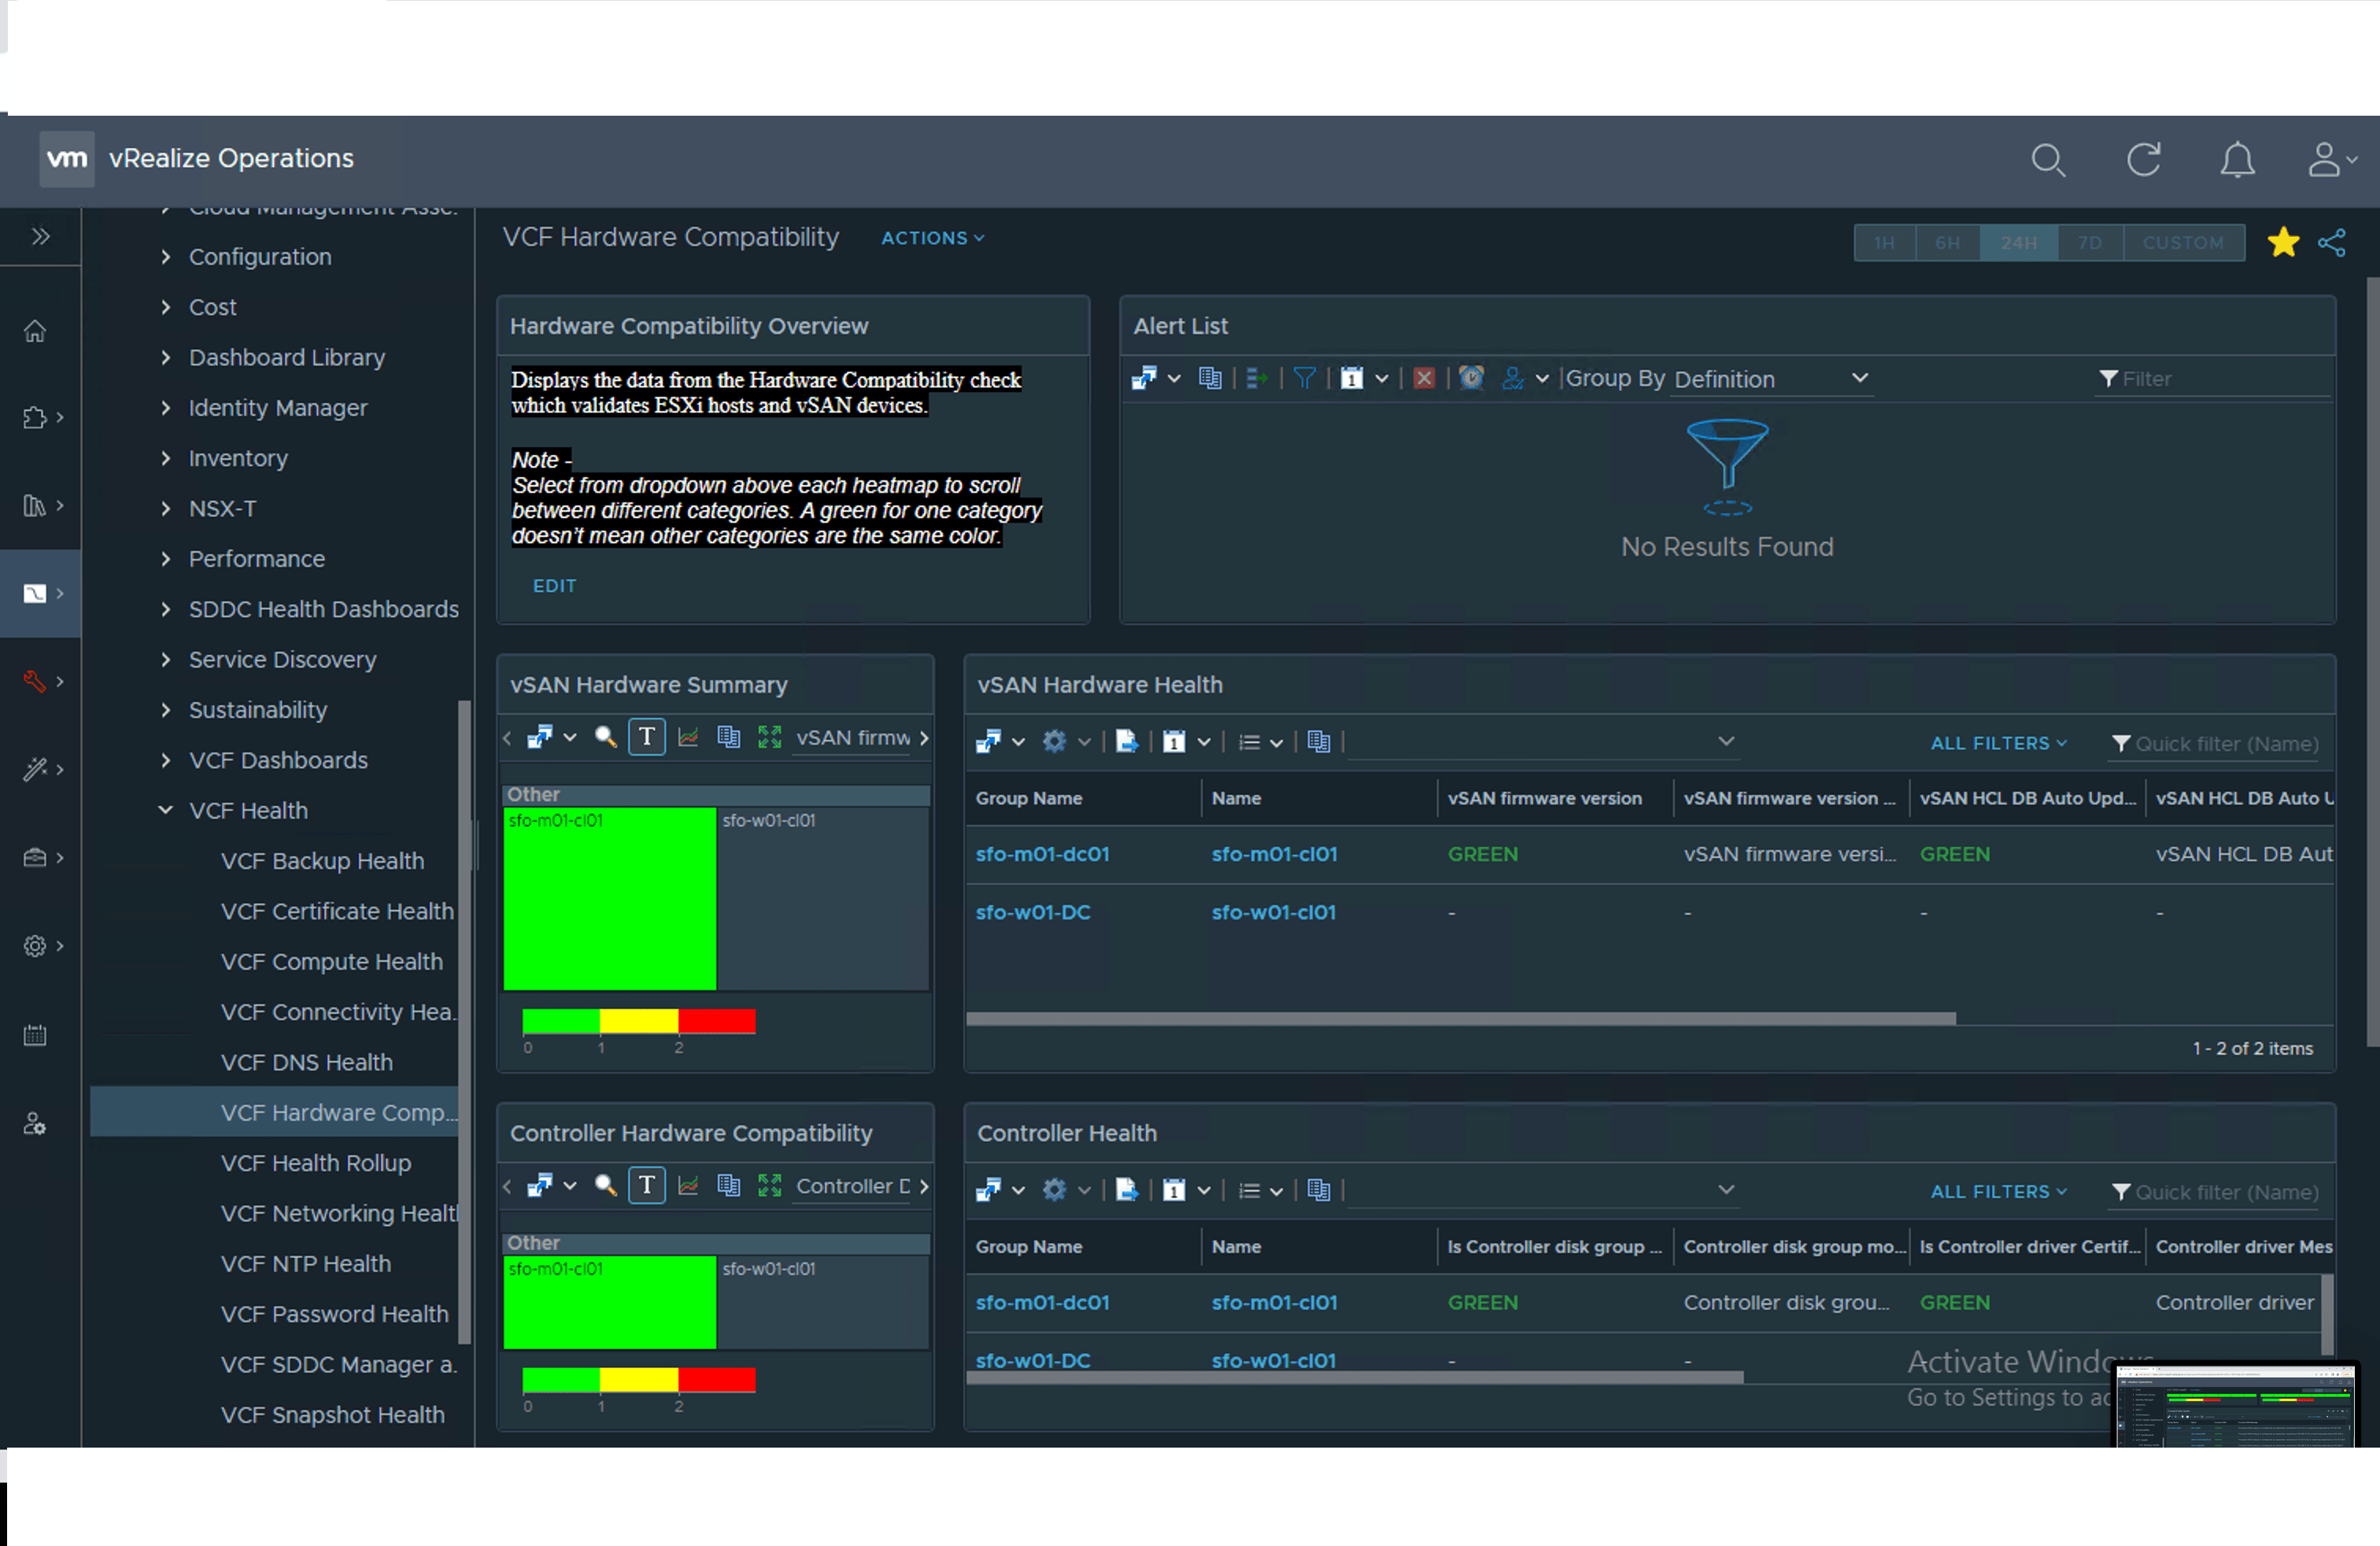 vm vRealize Operations
Cloud Management Asse.
Configuration
Cost
Dashboard Library
Identity Manager
Inventory
NSX-T
Performance
SDDC Health Dashboards
Service Discovery
Sustainability
VCF Dashboards
VCF Health
VCF Backup Health
VCF Certificate Health
VCF Compute Health
VCF Connectivity Hea.
VCF DNS Health
VCF Hardware Comp...
VCF Health Rollup
VCF Networking Healt
VCF NTP Health
VCF Password Health
VCF SDDC Manager a.
VCF Snapshot Health
VCF Hardware Compatibility ACTIONS
1H 6H 24H 7D CUSTOM
Hardware Compatibility Overview
Displays the data from the Hardware Compatibility check
which validates ESXi hosts and vSAN devices.
Note -
Select from dropdown above each heatmap to scroll
between different categories. A green for one category
doesn't mean other categories are the same color.
EDIT
Alert List
1 Group By Definition Filter
No Results Found
vSAN Hardware Summary
T vSAN firmw
Other
sfo-m01-cl01 sfo-w01-cl01
0 1 2
vSAN Hardware Health
1 ALL FILTERS Quick filter (Name)
Group Name Name vSAN firmware version vSAN firmware version ... vSAN HCL DB Auto Upd... vSAN HCL DB Auto U
sfo-m01-dc01 sfo-m01-cl01 GREEN vSAN firmware versi... GREEN vSAN HCL DB Aut
sfo-w01-DC sfo-w01-cl01 - - - -
1 - 2 of 2 items
Controller Hardware Compatibility
T Controller D
Other
sfo-m01-cl01 sfo-w01-cl01
0 1 2
Controller Health
1 ALL FILTERS Quick filter (Name)
Group Name Name Is Controller disk group ... Controller disk group mo... Is Controller driver Certif... Controller driver Mes
sfo-m01-dc01 sfo-m01-cl01 GREEN Controller disk grou... GREEN Controller driver
sfo-w01-DC sfo-w01-cl01 - -
Activate Windows
Go to Settings to ac